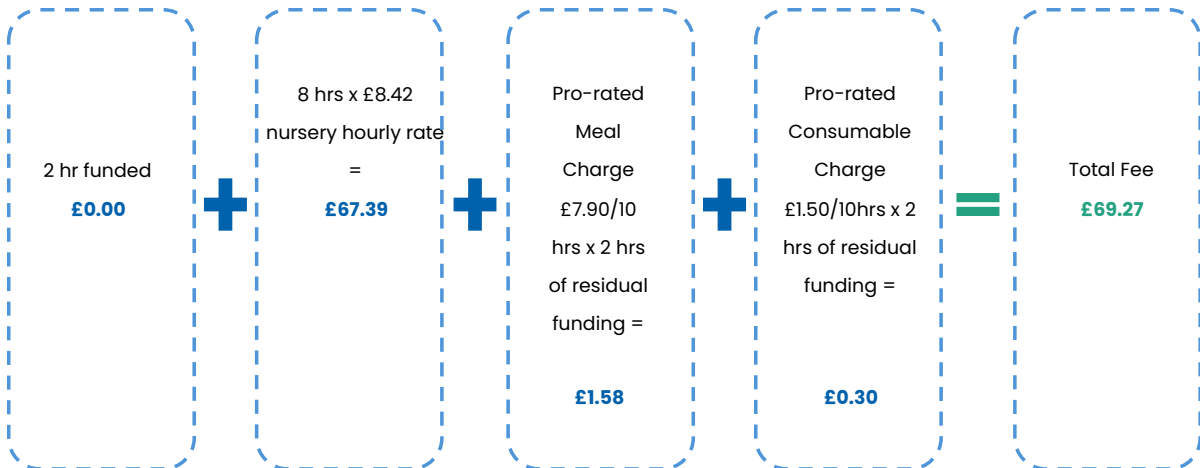 2 hr funded
£0.00
8 hrs x £8.42
nursery hourly rate
=
£67.39
Pro-rated
Meal
Charge
£7.90/10
hrs x 2 hrs
of residual
funding =
£1.58
Pro-rated
Consumable
Charge
£1.50/10hrs x 2
hrs of residual
funding =
£0.30
Total Fee
£69.27